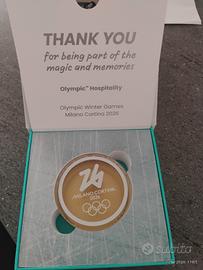 THANK YOU
for being part of the
magic and memories
Olympic™ Hospitality
Olympic Winter Games
Milano Cortina 2026
26
MILANO CORTINA
2026
subito